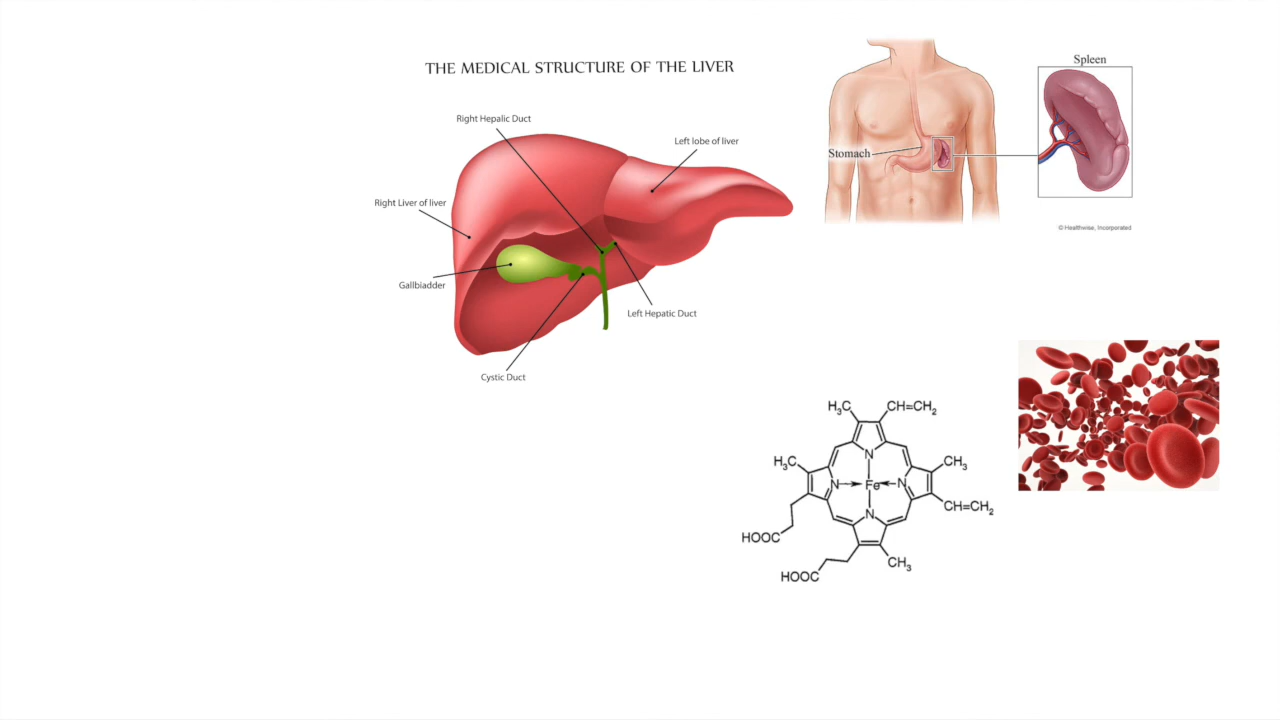 THE MEDICAL STRUCTURE OF THE LIVER
Right Hepalic Duct
Left lobe of liver
Right Liver of liver
Gallbiadder
Left Hepatic Duct
Cystic Duct
Spleen
Stomach
© Healthwise, Incorporated
H₃C
CH=CH₂
H₃C
CH₃
N
N
Fe
N
N
CH=CH₂
HOOC
CH₃
HOOC